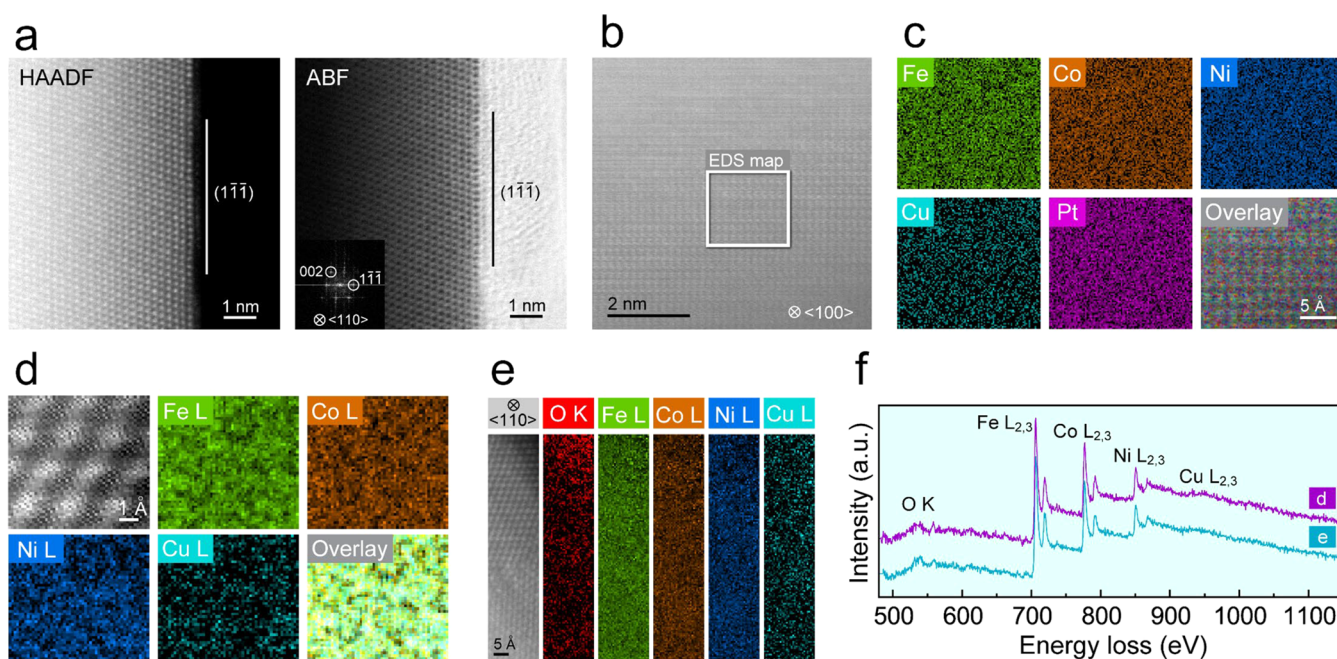 a
HAADF
(11̅1̅)
1 nm
ABF
(11̅1̅)
002
11̅1̅
⊗<110>
1 nm
b
EDS map
2 nm
⊗<100>
c
Fe
Co
Ni
Cu
Pt
Overlay
5 Å
d
1 Å
Fe L
Co L
Ni L
Cu L
Overlay
e
⊗
<110>
O K
Fe L
Co L
Ni L
Cu L
5 Å
f
Intensity (a.u.)
Fe L2,3
Co L2,3
Ni L2,3
Cu L2,3
O K
d
e
500 600 700 800 900 1000 1100
Energy loss (eV)